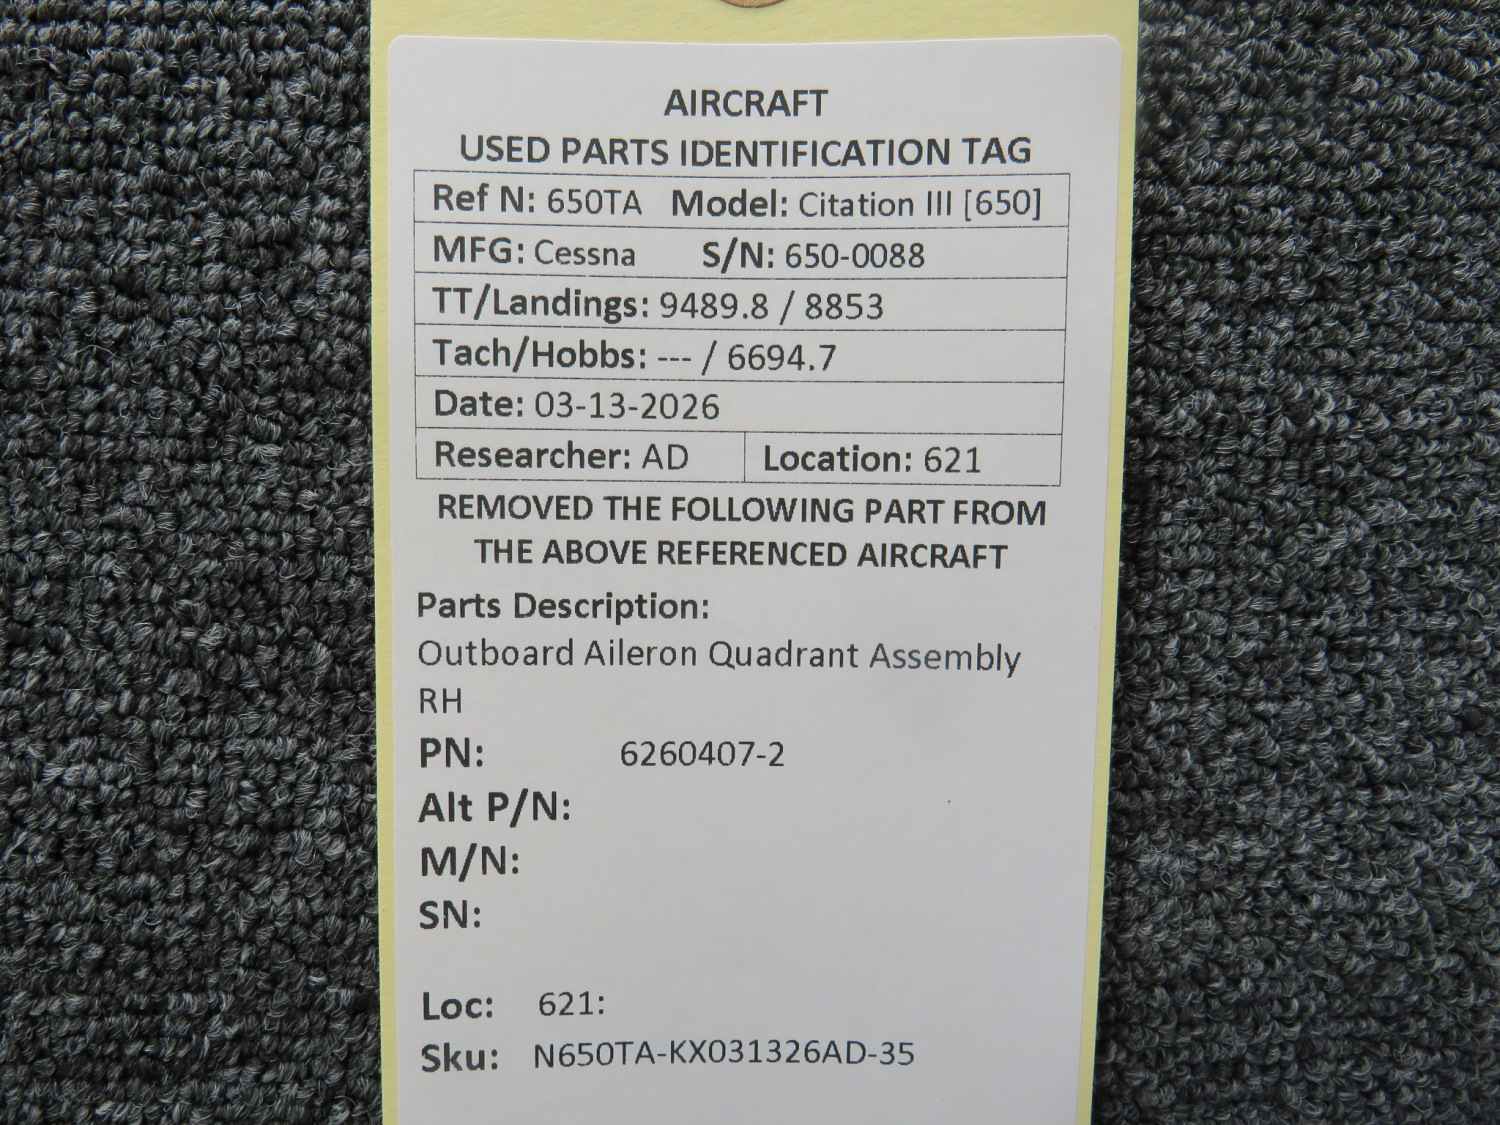 AIRCRAFT
USED PARTS IDENTIFICATION TAG
Ref N: 650TA Model: Citation III [650]
MFG: Cessna S/N: 650-0088
TT/Landings: 9489.8 / 8853
Tach/Hobbs: --- / 6694.7
Date: 03-13-2026
Researcher: AD Location: 621
REMOVED THE FOLLOWING PART FROM
THE ABOVE REFERENCED AIRCRAFT
Parts Description:
Outboard Aileron Quadrant Assembly
RH
PN: 6260407-2
Alt P/N:
M/N:
SN:
Loc: 621:
Sku: N650TA-KX031326AD-35